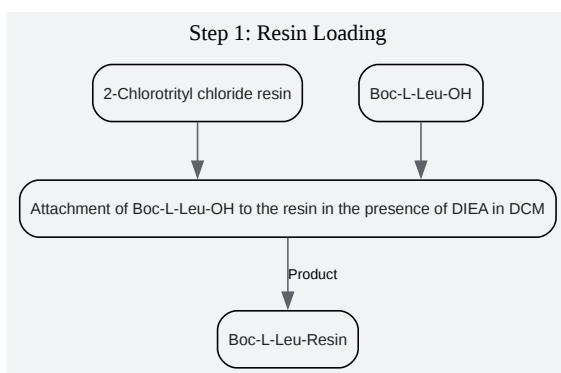 Step 1: Resin Loading
2-Chlorotrityl chloride resin
Boc-L-Leu-OH
Attachment of Boc-L-Leu-OH to the resin in the presence of DIEA in DCM
Product
Boc-L-Leu-Resin